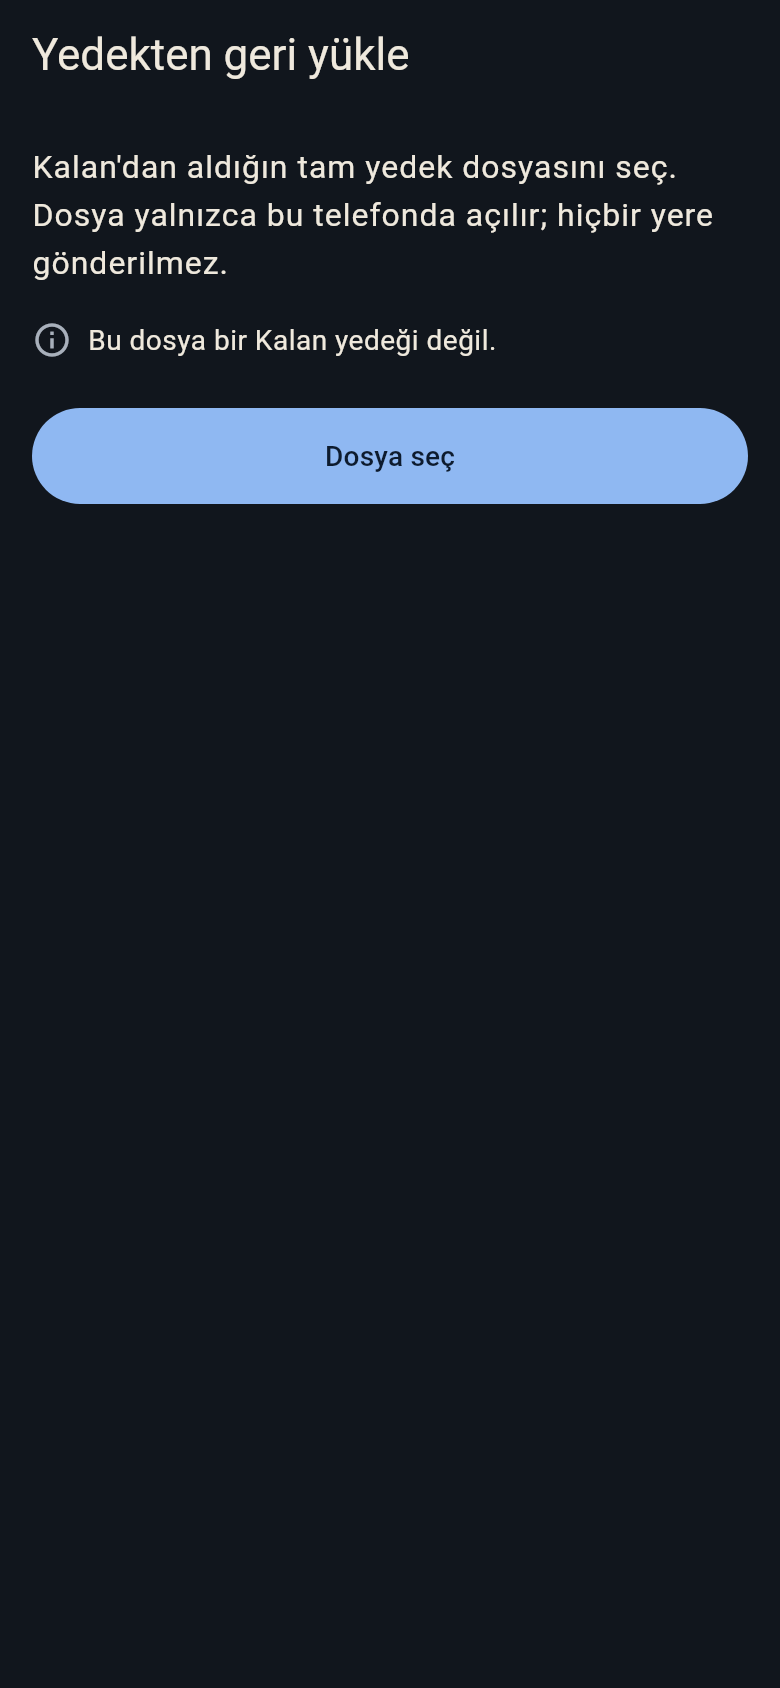 Yedekten geri yükle
Kalan'dan aldığın tam yedek dosyasını seç.
Dosya yalnızca bu telefonda açılır; hiçbir yere
gönderilmez.
Bu dosya bir Kalan yedeği değil.
Dosya seç